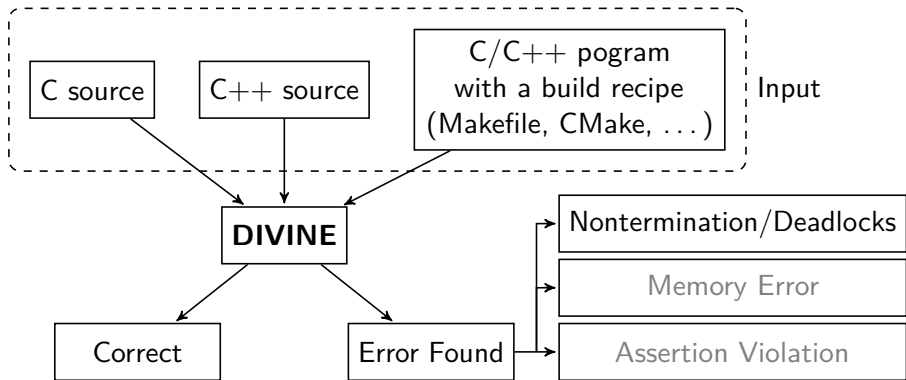 C source
C++ source
C/C++ pogram
with a build recipe
(Makefile, CMake, ...)
Input
DIVINE
Nontermination/Deadlocks
Memory Error
Correct
Error Found
Assertion Violation